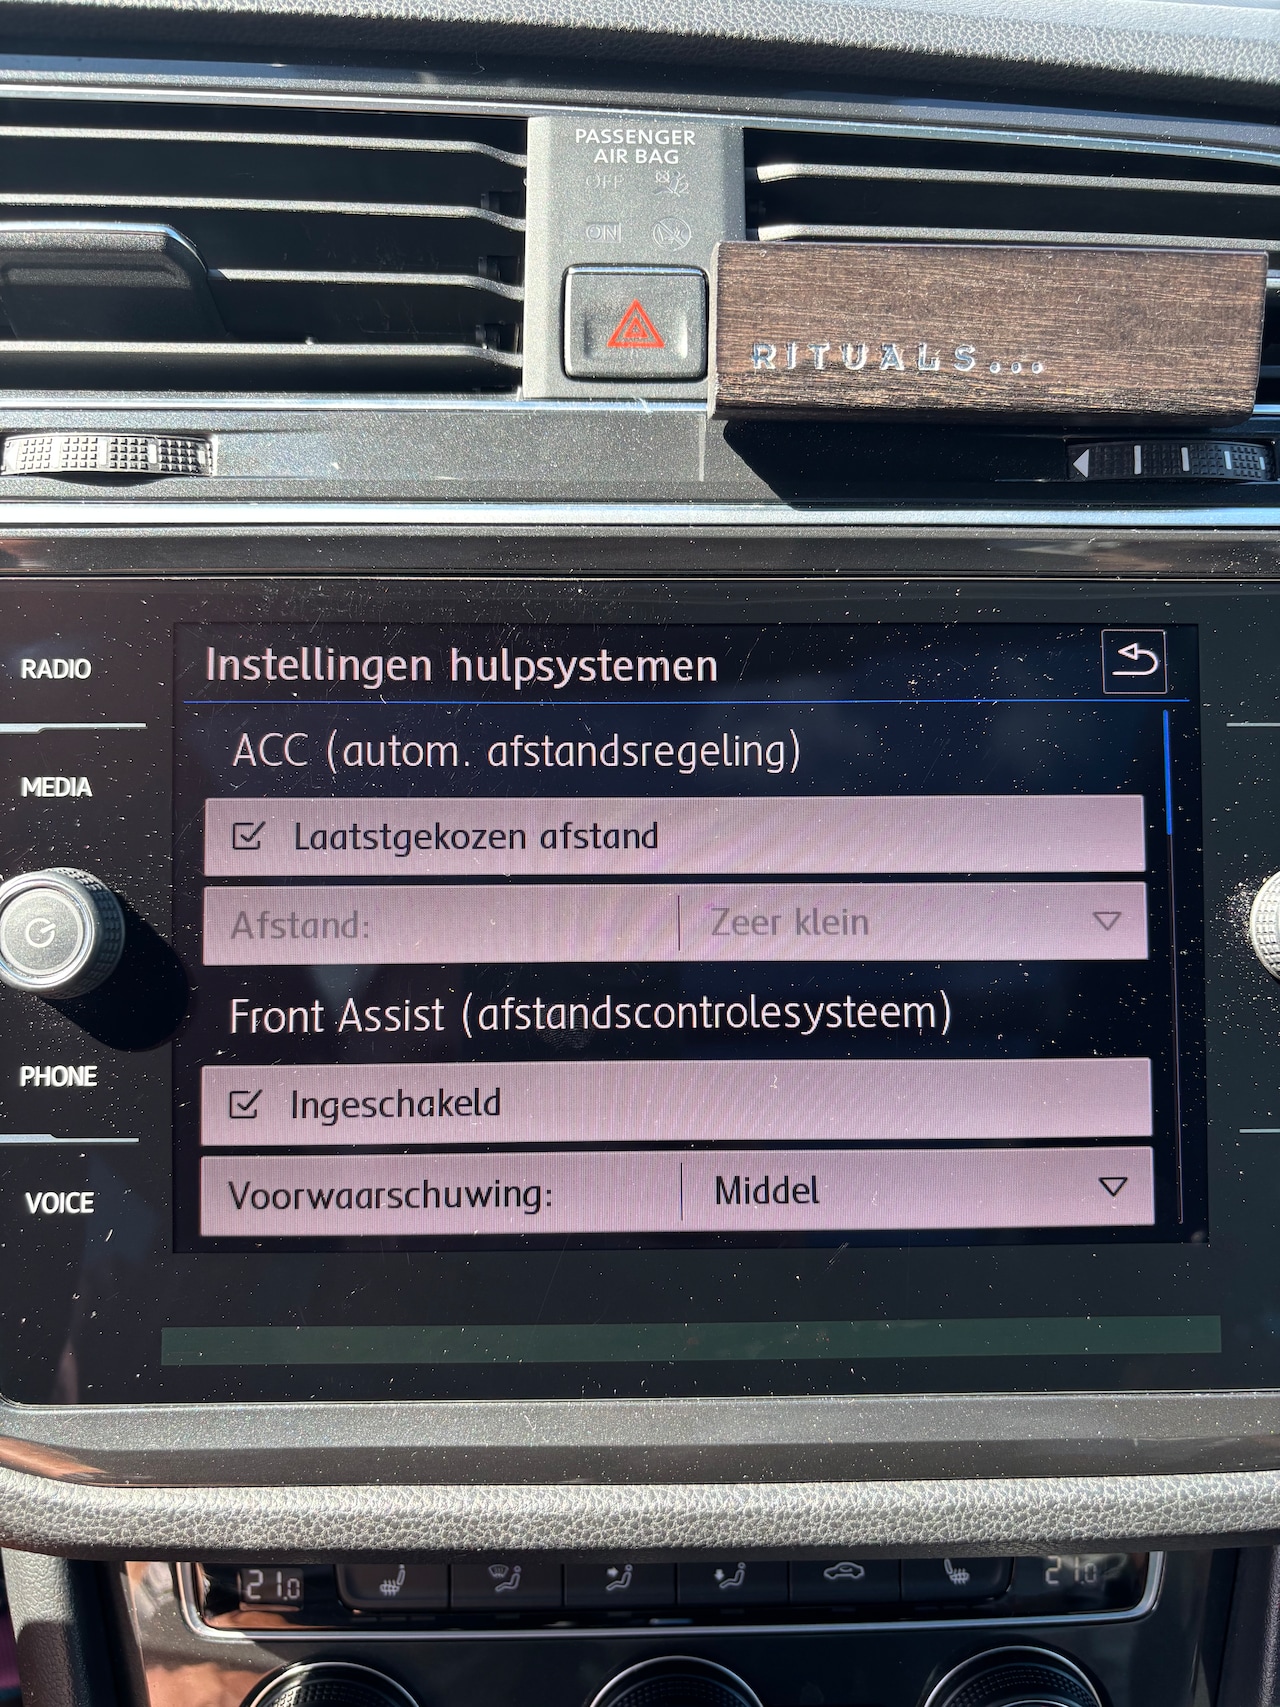 PASSENGER
AIR BAG
OFF
ON
RITUALS...
RADIO
MEDIA
PHONE
VOICE
Instellingen hulpsystemen
ACC (autom. afstandsregeling)
Laatstgekozen afstand
Afstand: Zeer klein
Front Assist (afstandscontrolesysteem)
Ingeschakeld
Voorwaarschuwing: Middel
21.0 21.0